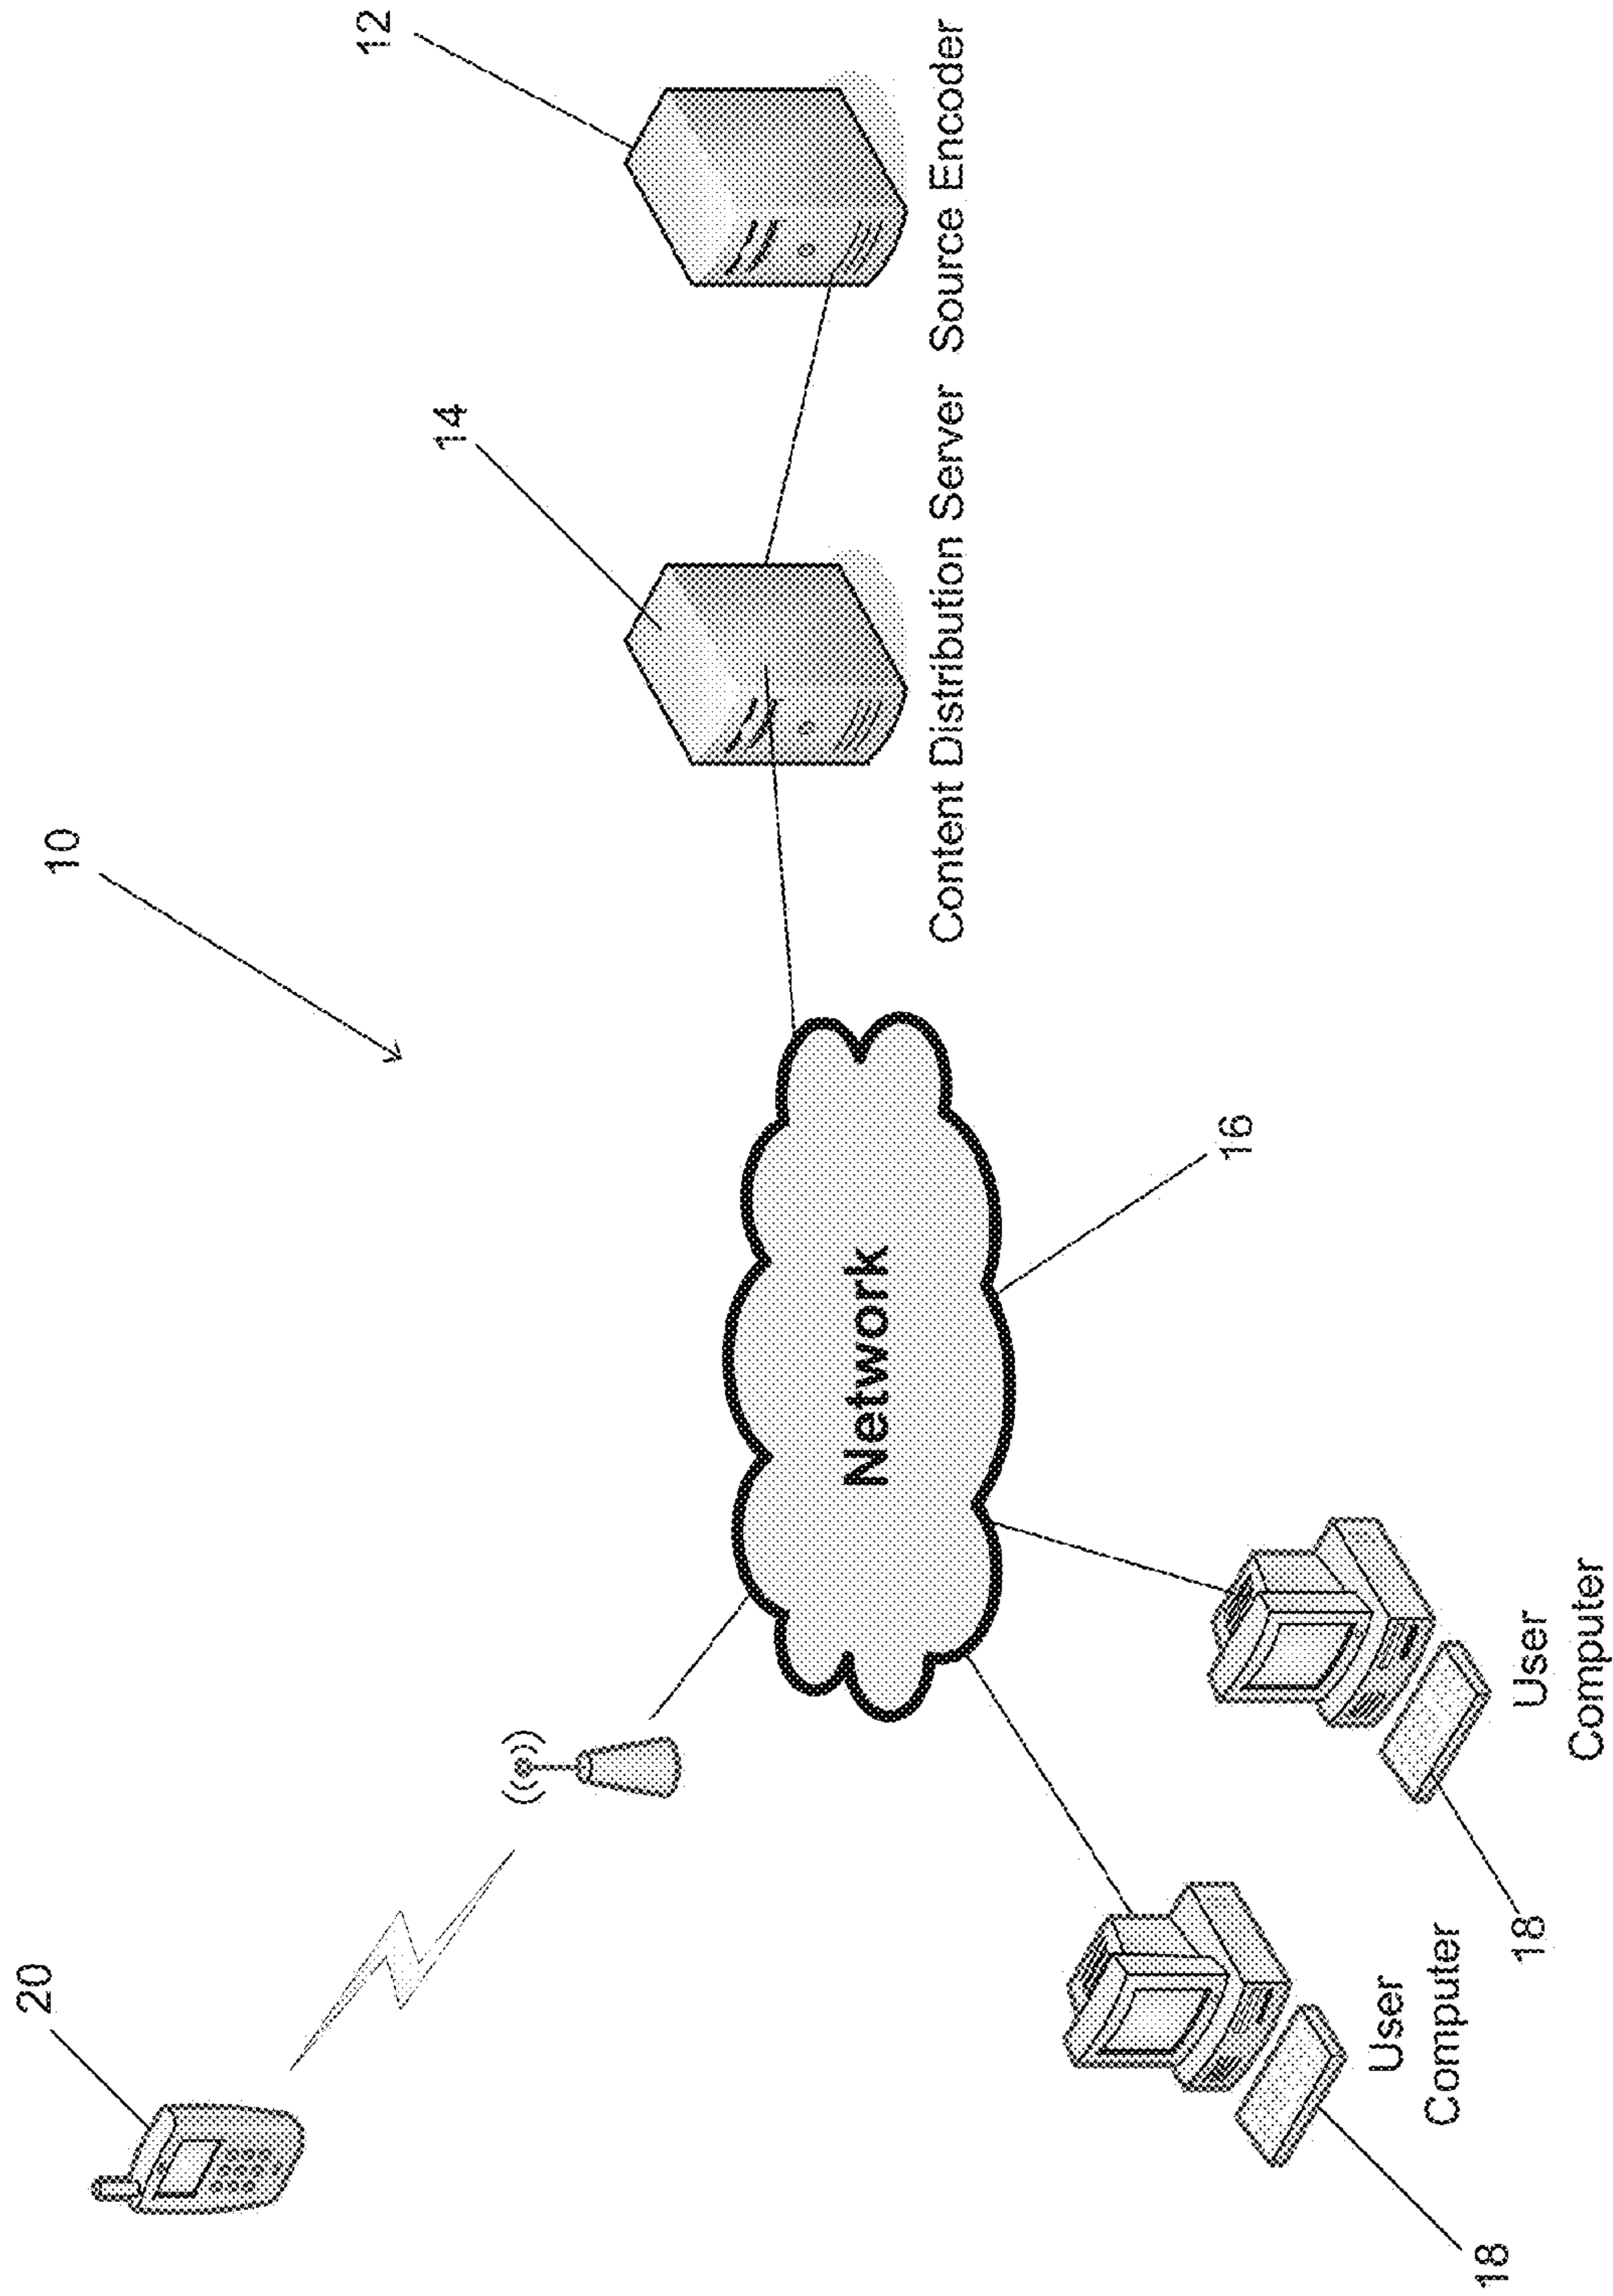 10
20
12
14
Network
16
Content Distribution Server
Source Encoder
User
Computer
18
User
Computer
18